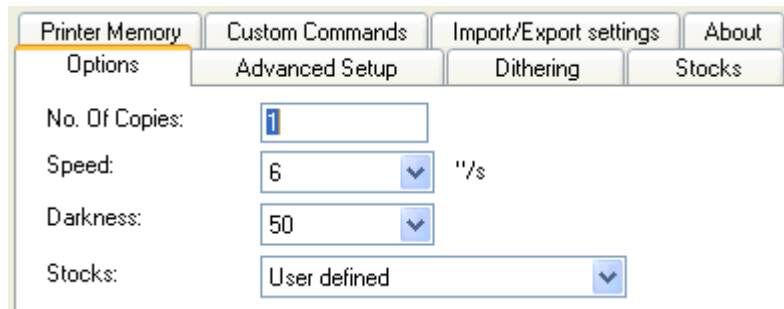 Printer Memory Custom Commands Import/Export settings About
Options Advanced Setup Dithering Stocks
No. Of Copies: 1
Speed: 6 "/s
Darkness: 50
Stocks: User defined